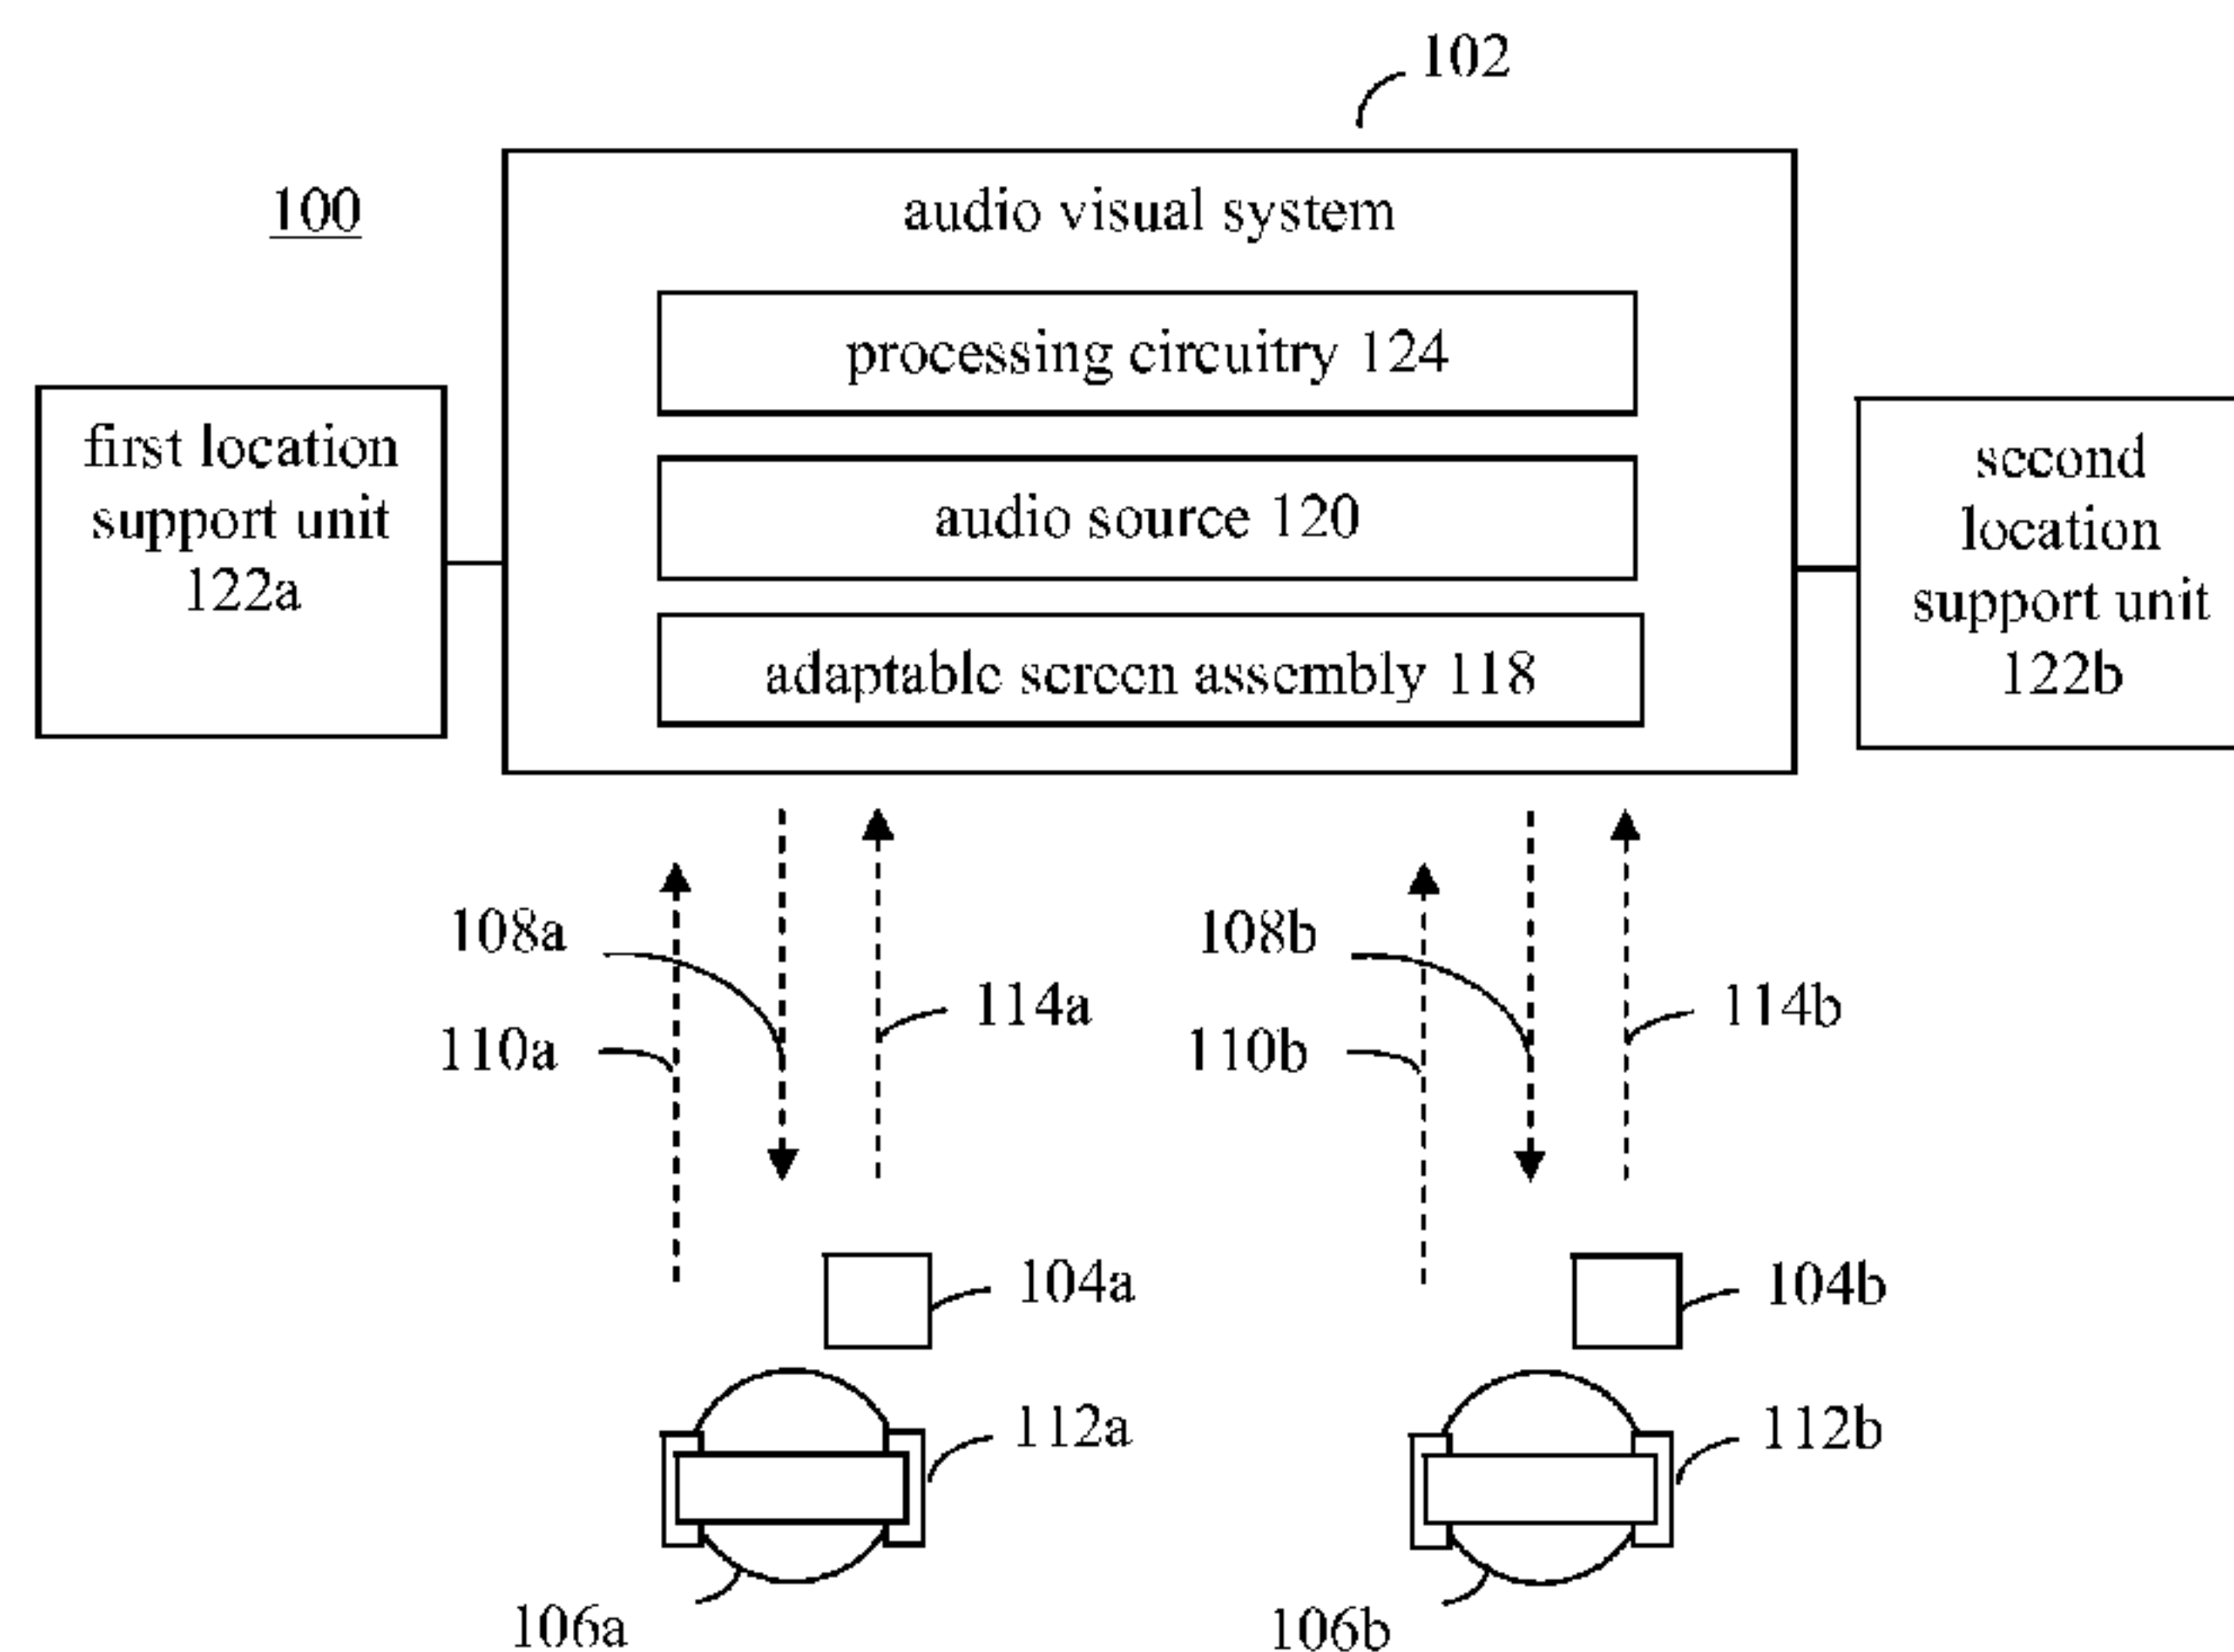 102
100
audio visual system
processing circuitry 124
first location
support unit
122a
audio source 120
second
location
support unit
122b
adaptable screen assembly 118
108a
108b
114a
114b
110a
110b
104a
104b
112a
112b
106a
106b